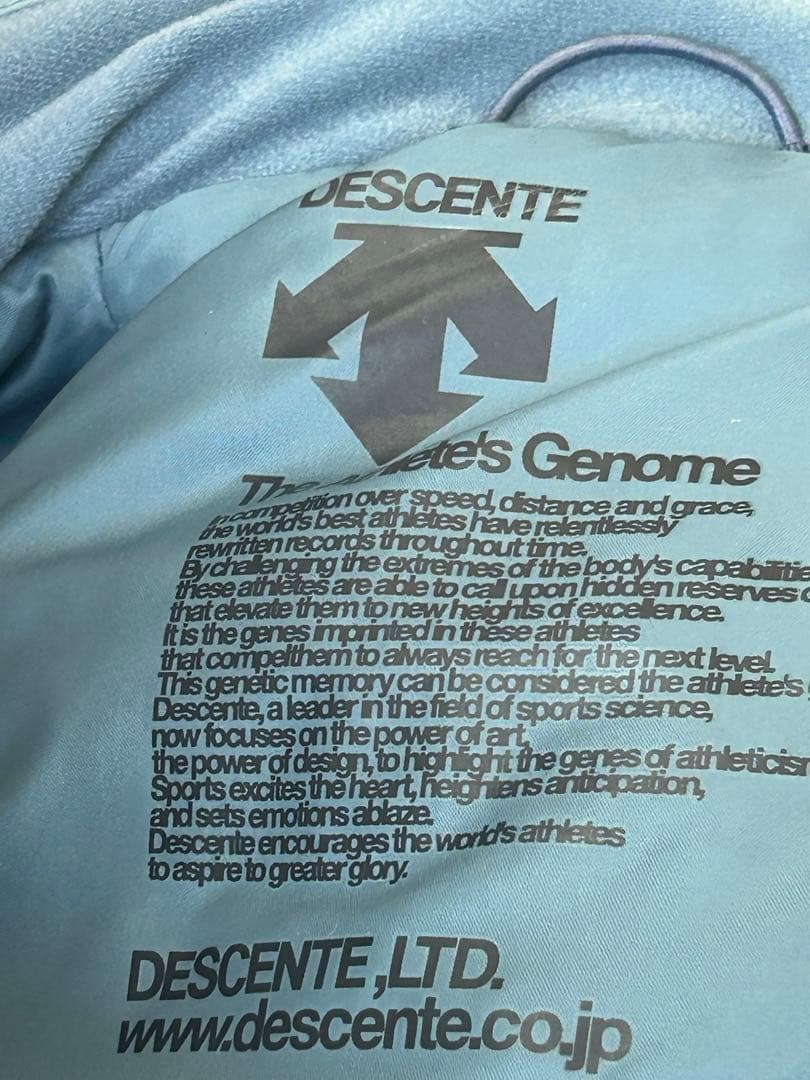 DESCENTE
The Athlete's Genome
In competition over speed, distance and grace,
the world's best athletes have relentlessly
rewritten records throughout time.
By challenging the extremes of the body's
these athletes are able to call upon hidden reserves
that elevate them to new heights of excellence.
It is the genes imprinted in these athletes
that compelthem to always reach for the next level.
This genetic memory can be considered the athlete's
Descente, a leader in the field of sports science,
now focuses on the power of art,
the power of design, to highlight the genes of
Sports excites the heart, heightens anticipation,
and sets emotions ablaze.
Descente encourages the world's athletes
to aspire to greater glory.
DESCENTE,LTD.
www.descente.co.jp